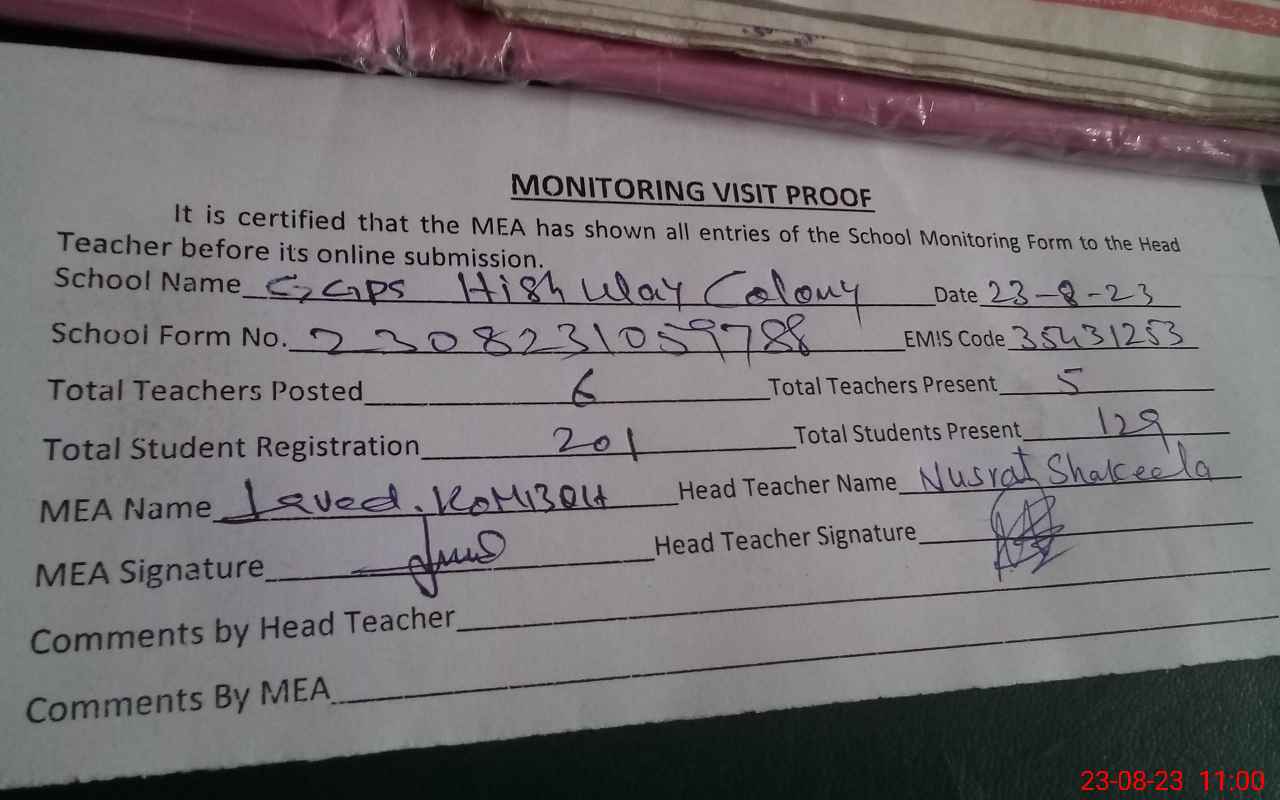 MONITORING VISIT PROOF
It is certified that the MEA has shown all entries of the School Monitoring Form to the Head
Teacher before its online submission.
School Name GGPS High Way Colony Date 23-8-23
School Form No. 2308231059788 EMIS Code 35431253
Total Teachers Posted 6 Total Teachers Present 5
Total Student Registration 201 Total Students Present 129
MEA Name Javed. Head Teacher Name Nusrat Shakeela
MEA Signature Head Teacher Signature
Comments by Head Teacher
Comments By MEA
23-08-23 11:00